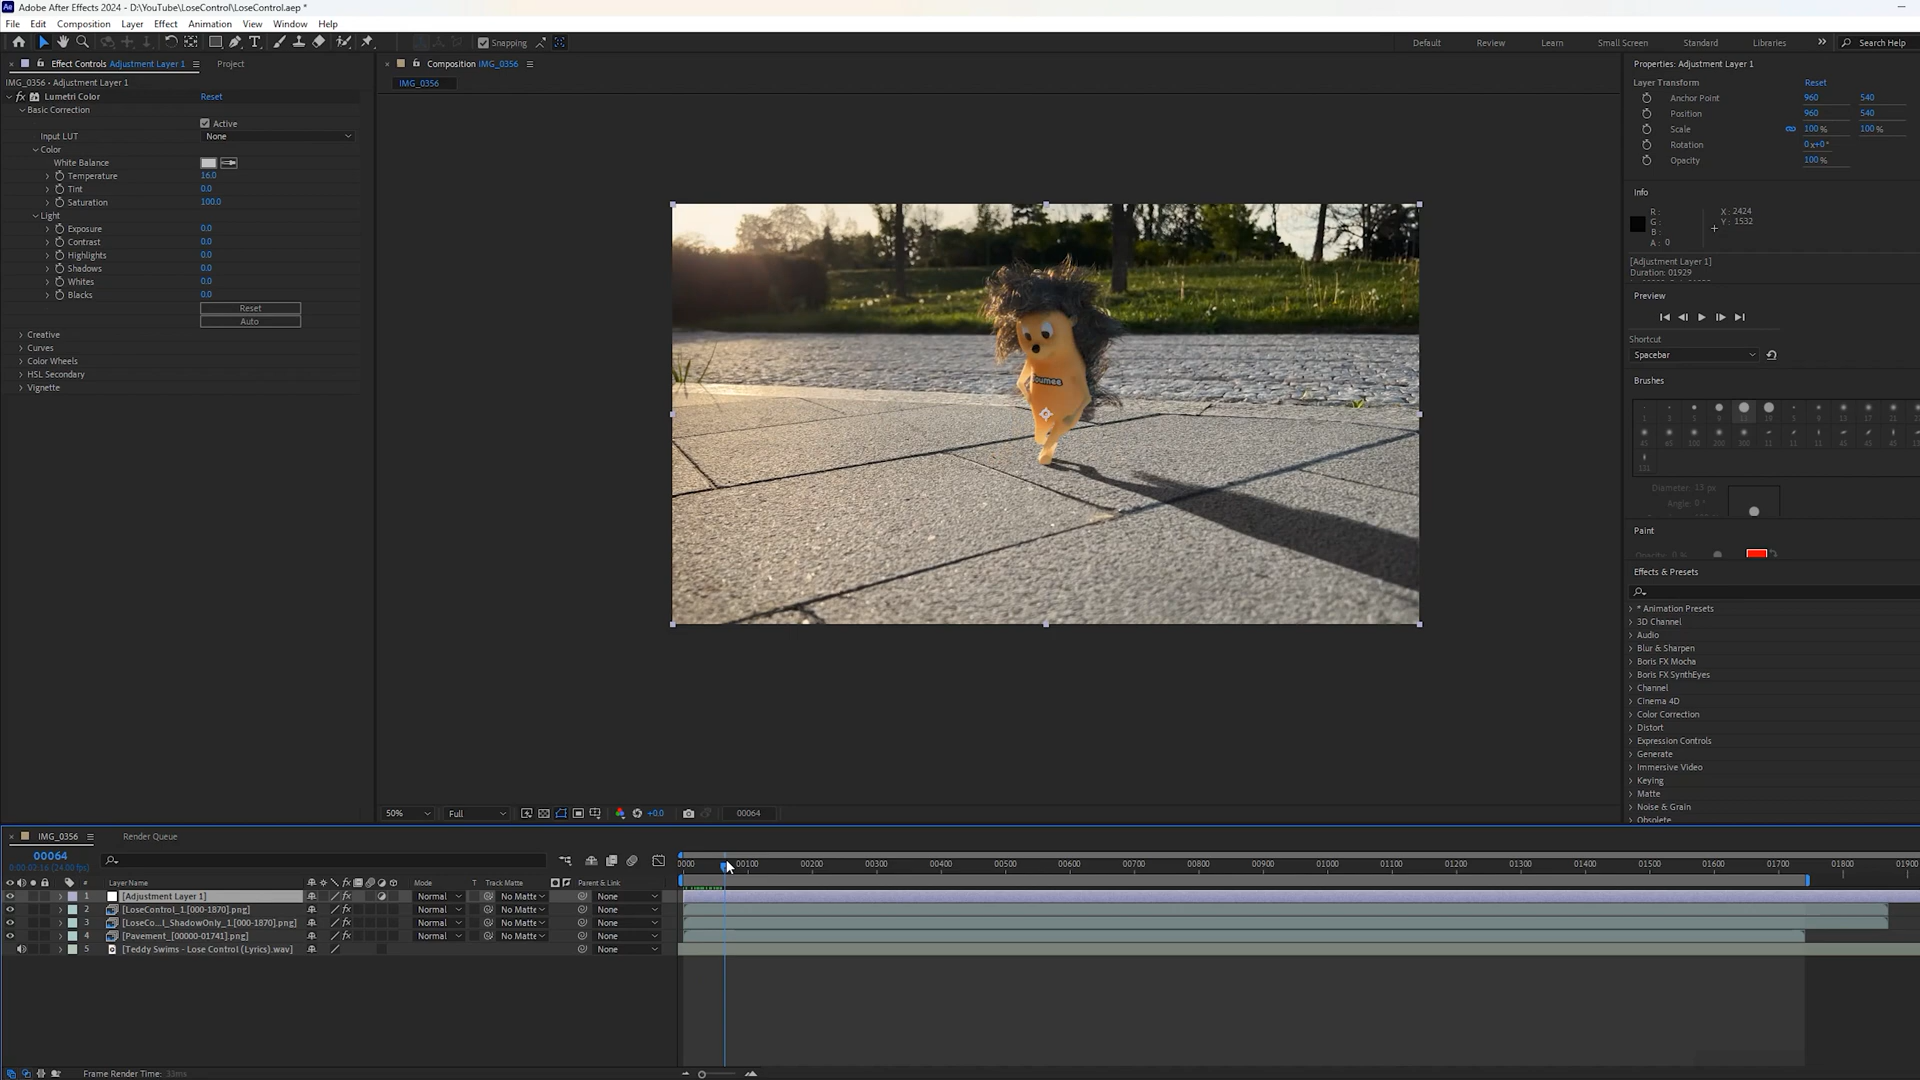 Adobe After Effects 2024 - D:\YouTube\LoseControl\LoseControl.aep *
File Edit Composition Layer Effect Animation View Window Help
Snapping
Default Review Learn Small Screen Standard Libraries Search Help
Effect Controls Adjustment Layer 1 Project
IMG_0356 • Adjustment Layer 1
fx Lumetri Color Reset
Basic Correction
Active
Input LUT None
Color
White Balance
Temperature 16.0
Tint 0.0
Saturation 100.0
Light
Exposure 0.0
Contrast 0.0
Highlights 0.0
Shadows 0.0
Whites 0.0
Blacks 0.0
Reset
Auto
Creative
Curves
Color Wheels
HSL Secondary
Vignette
Composition IMG_0356
IMG_0356
50% Full +0.0 00064
Properties: Adjustment Layer 1
Layer Transform Reset
Anchor Point 960 540
Position 960 540
Scale 100 % 100 %
Rotation 0 x+0 °
Opacity 100 %
Info
R : X : 2424
G : Y : 1532
B :
A : 0
[Adjustment Layer 1]
Duration: 01929
Preview
Shortcut
Spacebar
Brushes
Diameter: 15 px
Angle: 0 °
Paint
Opacity: 0 %
Effects & Presets
* Animation Presets
3D Channel
Audio
Blur & Sharpen
Boris FX Mocha
Boris FX SynthEyes
Channel
Cinema 4D
Color Correction
Distort
Expression Controls
Generate
Immersive Video
Keying
Matte
Noise & Grain
Obsolete
IMG_0356 Render Queue
00064
0:00:02:16 (24.00 fps)
0000 00100 00200 00300 00400 00500 00600 00700 00800 00900 01000 01100 01200 01300 01400 01500 01600 01700 01800 01900
# Layer Name fx Mode T Track Matte Parent & Link
1 [Adjustment Layer 1] fx Normal No Matte None
2 [LoseControl_1.[000-1870].png] fx Normal No Matte None
3 [LoseCo...l_ShadowOnly_1.[000-1870].png] fx Normal No Matte None
4 [Pavement_[00000-01741].png] fx Normal No Matte None
5 [Teddy Swims - Lose Control (Lyrics).wav] None
Frame Render Time: 33ms